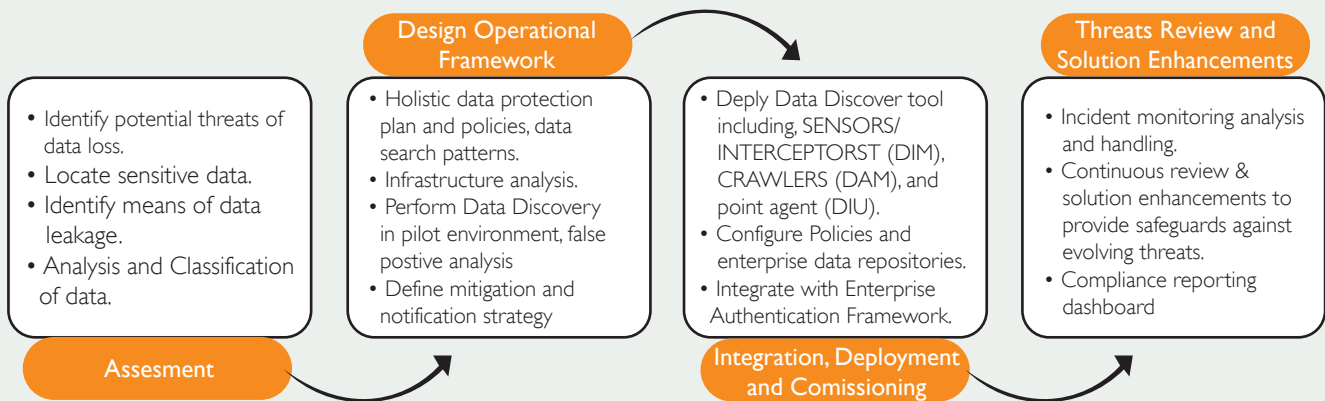 • Identify potential threats of
data loss.
• Locate sensitive data.
• Identify means of data
leakage.
• Analysis and Classification
of data.
Assesment
Design Operational
Framework
• Holistic data protection
plan and policies, data
search patterns.
• Infrastructure analysis.
• Perform Data Discovery
in pilot environment, false
postive analysis
• Define mitigation and
notification strategy
• Deply Data Discover tool
including, SENSORS/
INTERCEPTORST (DIM),
CRAWLERS (DAM), and
point agent (DIU).
• Configure Policies and
enterprise data repositories.
• Integrate with Enterprise
Authentication Framework.
Integration, Deployment
and Comissioning
Threats Review and
Solution Enhancements
• Incident monitoring analysis
and handling.
• Continuous review &
solution enhancements to
provide safeguards against
evolving threats.
• Compliance reporting
dashboard